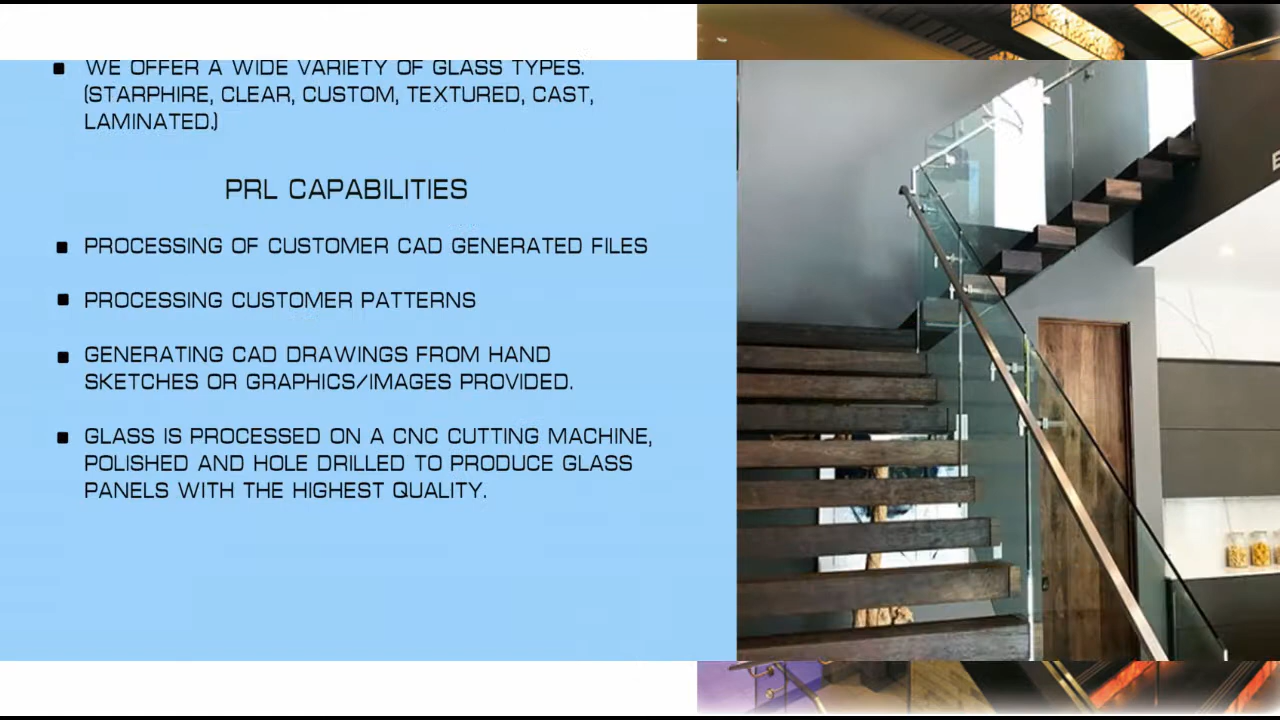 WE OFFER A WIDE VARIETY OF GLASS TYPES.
(STARPHIRE, CLEAR, CUSTOM, TEXTURED, CAST,
LAMINATED.)
PRL CAPABILITIES
PROCESSING OF CUSTOMER CAD GENERATED FILES
PROCESSING CUSTOMER PATTERNS
GENERATING CAD DRAWINGS FROM HAND
SKETCHES OR GRAPHICS/IMAGES PROVIDED.
GLASS IS PROCESSED ON A CNC CUTTING MACHINE,
POLISHED AND HOLE DRILLED TO PRODUCE GLASS
PANELS WITH THE HIGHEST QUALITY.